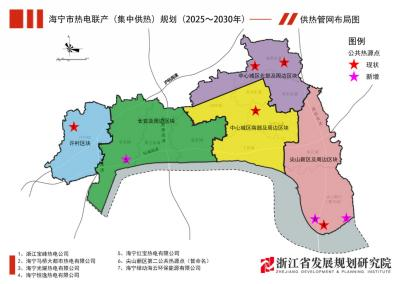 海宁市热电联产（集中供热）规划（2025～2030年）
供热管网布局图
图例
公共热源点
现状
新增
中心城区北部及周边区块
长安及周边区块
许村区块
中心城区南部及周边区块
尖山新区及周边区块
1、浙江宝峰热电有限公司
2、海宁马桥大都市热电有限公司
3、海宁光耀热电有限公司
4、海宁恒逸热电有限公司
5、海宁红宝热电有限公司
6、尖山新区第二公共热源点（暂命名）
7、海宁绿动海云环保能源有限公司
浙江省发展规划研究院
ZHEJIANG DEVELOPMENT & PLANNING INSTITUTE